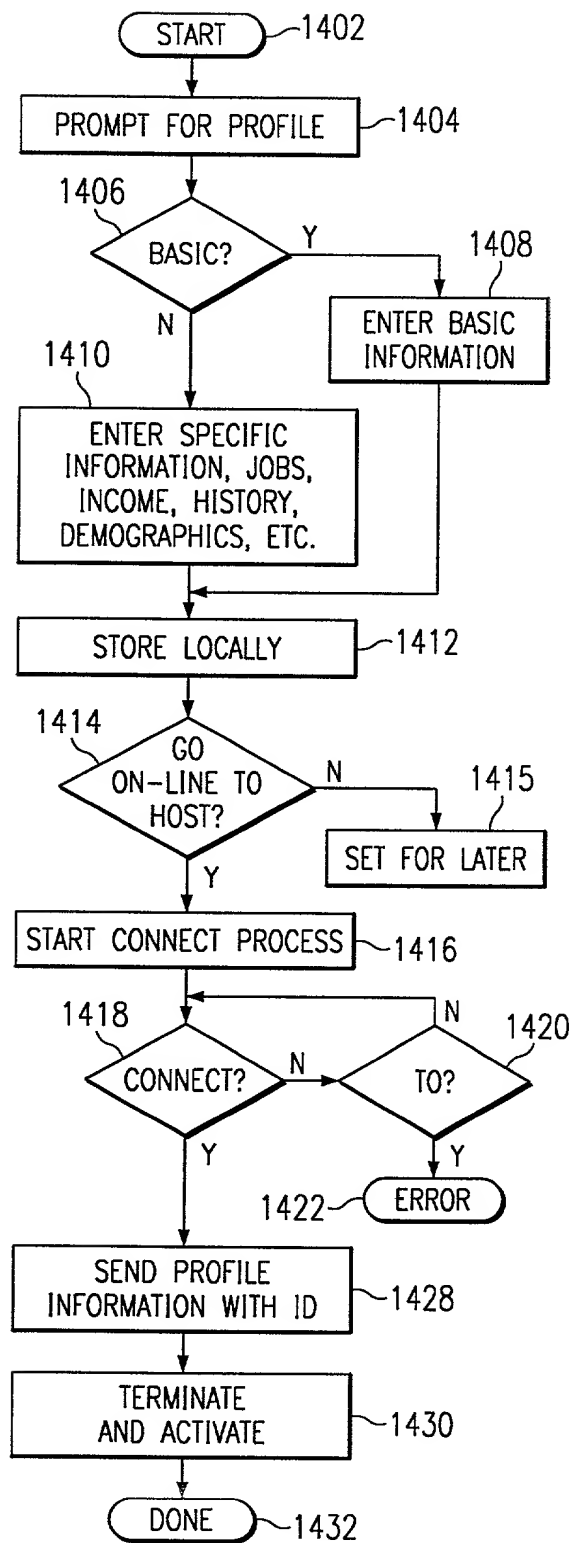 START
1402
PROMPT FOR PROFILE
1404
1406
BASIC?
Y
N
1408
ENTER BASIC
INFORMATION
1410
ENTER SPECIFIC
INFORMATION, JOBS,
INCOME, HISTORY,
DEMOGRAPHICS, ETC.
STORE LOCALLY
1412
1414
GO
ON-LINE TO
HOST?
N
Y
1415
SET FOR LATER
START CONNECT PROCESS
1416
1418
CONNECT?
N
Y
1420
TO?
N
Y
1422
ERROR
SEND PROFILE
INFORMATION WITH ID
1428
TERMINATE
AND ACTIVATE
1430
DONE
1432